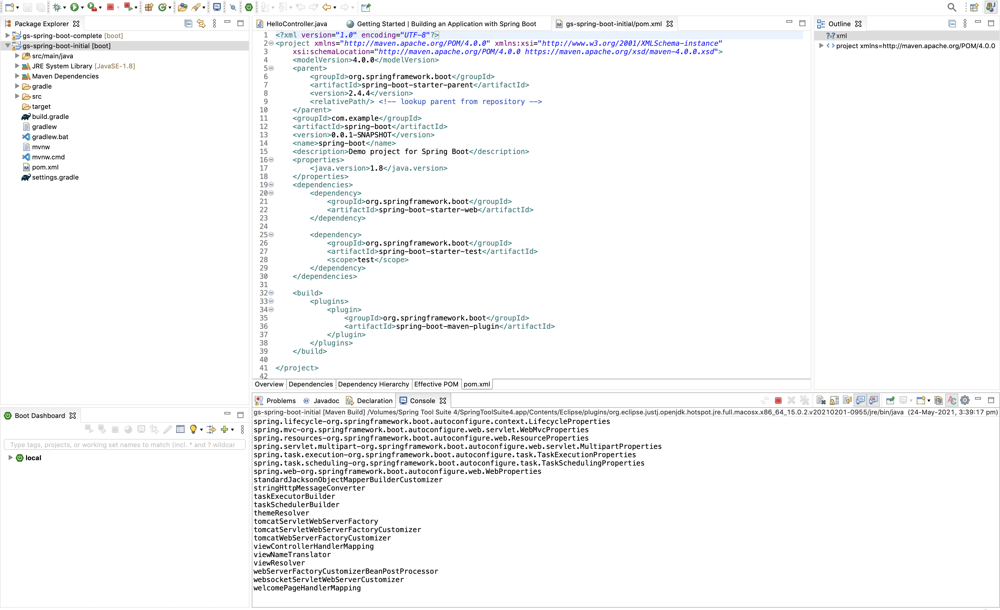 Package Explorer
gs-spring-boot-complete [boot]
gs-spring-boot-initial [boot]
src/main/java
JRE System Library [JavaSE-1.8]
Maven Dependencies
gradle
src
target
build.gradle
gradlew
gradlew.bat
mvnw
mvnw.cmd
pom.xml
settings.gradle
Boot Dashboard
Type tags, projects, or working set names to match (incl. * and ? wildcar
local
HelloController.java
Getting Started | Building an Application with Spring Boot
gs-spring-boot-initial/pom.xml
1 <?xml version="1.0" encoding="UTF-8"?>
2 <project xmlns="http://maven.apache.org/POM/4.0.0" xmlns:xsi="http://www.w3.org/2001/XMLSchema-instance"
3 xsi:schemaLocation="http://maven.apache.org/POM/4.0.0 https://maven.apache.org/xsd/maven-4.0.0.xsd">
4 <modelVersion>4.0.0</modelVersion>
5 <parent>
6 <groupId>org.springframework.boot</groupId>
7 <artifactId>spring-boot-starter-parent</artifactId>
8 <version>2.4.4</version>
9 <relativePath/> <!-- lookup parent from repository -->
10 </parent>
11 <groupId>com.example</groupId>
12 <artifactId>spring-boot</artifactId>
13 <version>0.0.1-SNAPSHOT</version>
14 <name>spring-boot</name>
15 <description>Demo project for Spring Boot</description>
16 <properties>
17 <java.version>1.8</java.version>
18 </properties>
19 <dependencies>
20 <dependency>
21 <groupId>org.springframework.boot</groupId>
22 <artifactId>spring-boot-starter-web</artifactId>
23 </dependency>
24
25 <dependency>
26 <groupId>org.springframework.boot</groupId>
27 <artifactId>spring-boot-starter-test</artifactId>
28 <scope>test</scope>
29 </dependency>
30 </dependencies>
31
32 <build>
33 <plugins>
34 <plugin>
35 <groupId>org.springframework.boot</groupId>
36 <artifactId>spring-boot-maven-plugin</artifactId>
37 </plugin>
38 </plugins>
39 </build>
40
41 </project>
42
Overview Dependencies Dependency Hierarchy Effective POM pom.xml
Outline
?=? xml
<> project xmlns=http://maven.apache.org/POM/4.0.0
Problems @ Javadoc Declaration Console
gs-spring-boot-initial [Maven Build] /Volumes/Spring Tool Suite 4/SpringToolSuite4.app/Contents/Eclipse/plugins/org.eclipse.justj.openjdk.hotspot.jre.full.macosx.x86_64_15.0.2.v20210201-0955/jre/bin/java (24-May-2021, 3:39:17 pm)
spring.lifecycle-org.springframework.boot.autoconfigure.context.LifecycleProperties
spring.mvc-org.springframework.boot.autoconfigure.web.servlet.WebMvcProperties
spring.resources-org.springframework.boot.autoconfigure.web.ResourceProperties
spring.servlet.multipart-org.springframework.boot.autoconfigure.web.servlet.MultipartProperties
spring.task.execution-org.springframework.boot.autoconfigure.task.TaskExecutionProperties
spring.task.scheduling-org.springframework.boot.autoconfigure.task.TaskSchedulingProperties
spring.web-org.springframework.boot.autoconfigure.web.WebProperties
standardJacksonObjectMapperBuilderCustomizer
stringHttpMessageConverter
taskExecutorBuilder
taskSchedulerBuilder
themeResolver
tomcatServletWebServerFactory
tomcatServletWebServerFactoryCustomizer
tomcatWebServerFactoryCustomizer
viewControllerHandlerMapping
viewNameTranslator
viewResolver
webServerFactoryCustomizerBeanPostProcessor
websocketServletWebServerCustomizer
welcomePageHandlerMapping